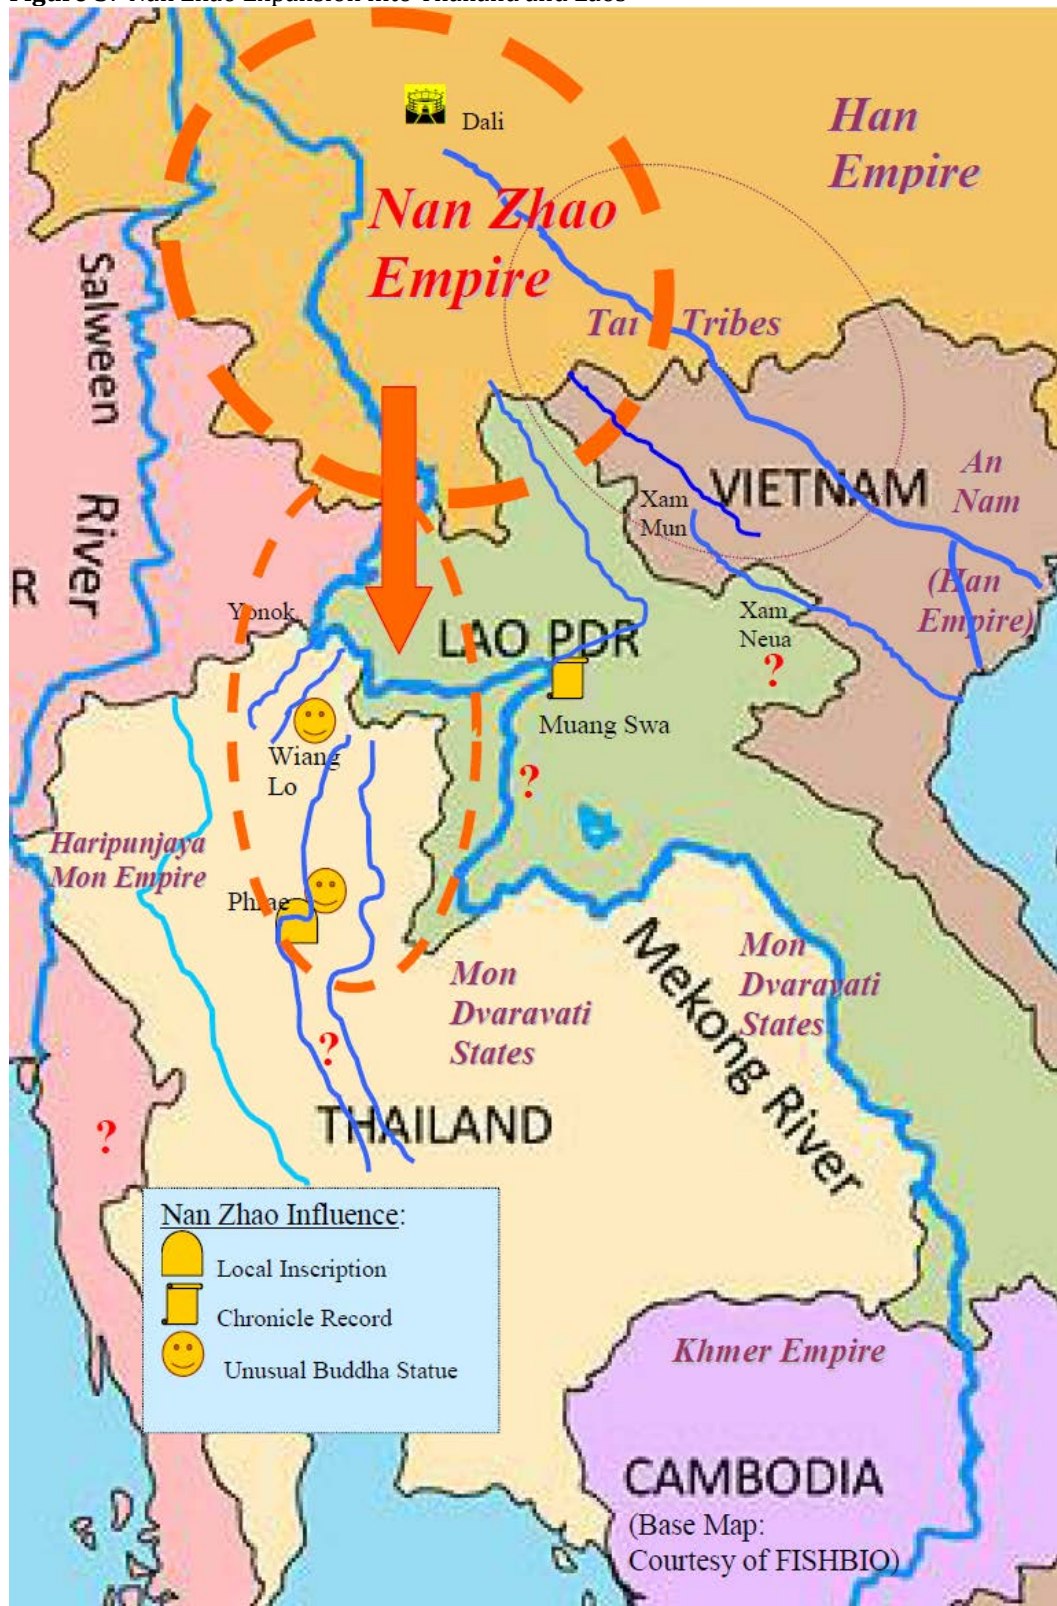 Dali
Han
Empire
Nan Zhao
Empire
Tai Tribes
Salween
River
VIETNAM
An
Nam
(Han
Empire)
Xam
Mun
R
Yonok
LAO PDR
Xam
Neua
?
Muang Swa
Wiang
Lo
?
Haripunjaya
Mon Empire
Phrae
Mon
Dvaravati
States
Mekong River
Mon
Dvaravati
States
?
THAILAND
?
Nan Zhao Influence:
Local Inscription
Chronicle Record
Unusual Buddha Statue
Khmer Empire
CAMBODIA
(Base Map:
Courtesy of FISHBIO)